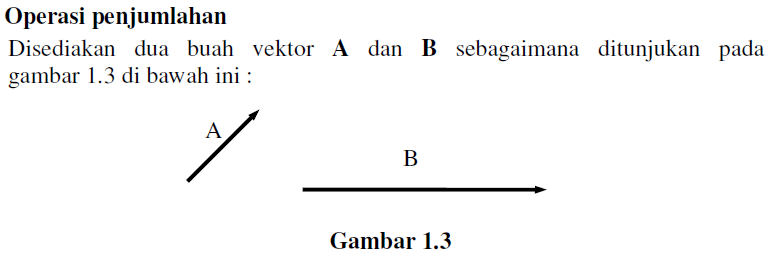 Operasi penjumlahan
Disediakan dua buah vektor A dan B sebagaimana ditunjukan pada
gambar 1.3 di bawah ini :
A
B
Gambar 1.3